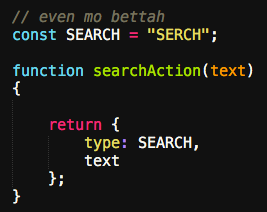 // even mo bettah
const SEARCH = "SERCH";

function searchAction(text)
{

    return {
        type: SEARCH,
        text
    };
}